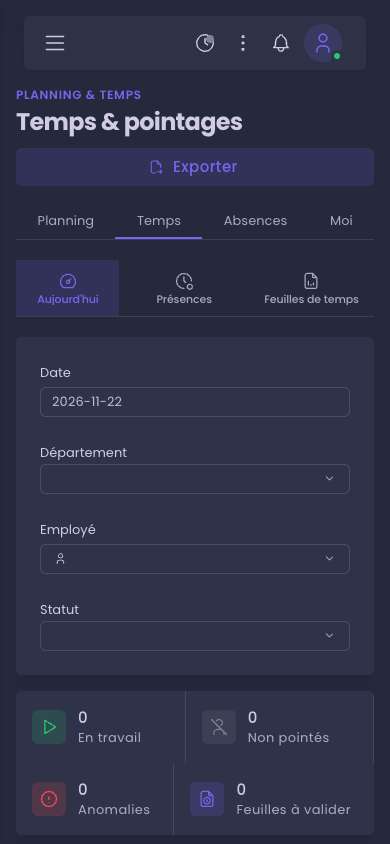 PLANNING & TEMPS
Temps & pointages
Exporter
Planning Temps Absences Moi
Aujourd'hui Présences Feuilles de temps
Date
2026-11-22
Département
Employé
Statut
0 0
En travail Non pointés
0 0
Anomalies Feuilles à valider